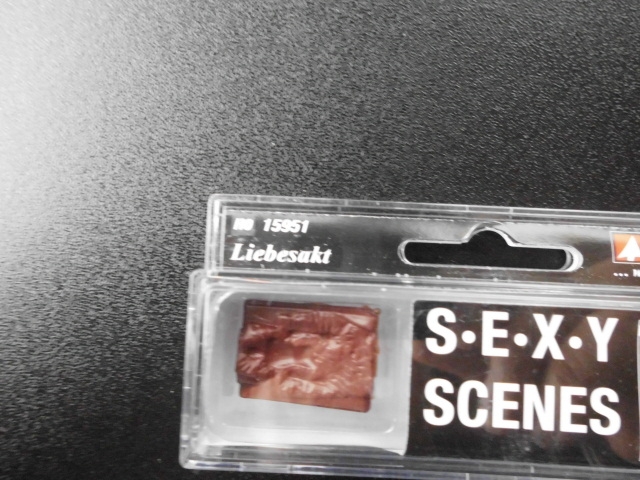 no 15951
Liebesakt
S·E·X·Y
SCENES